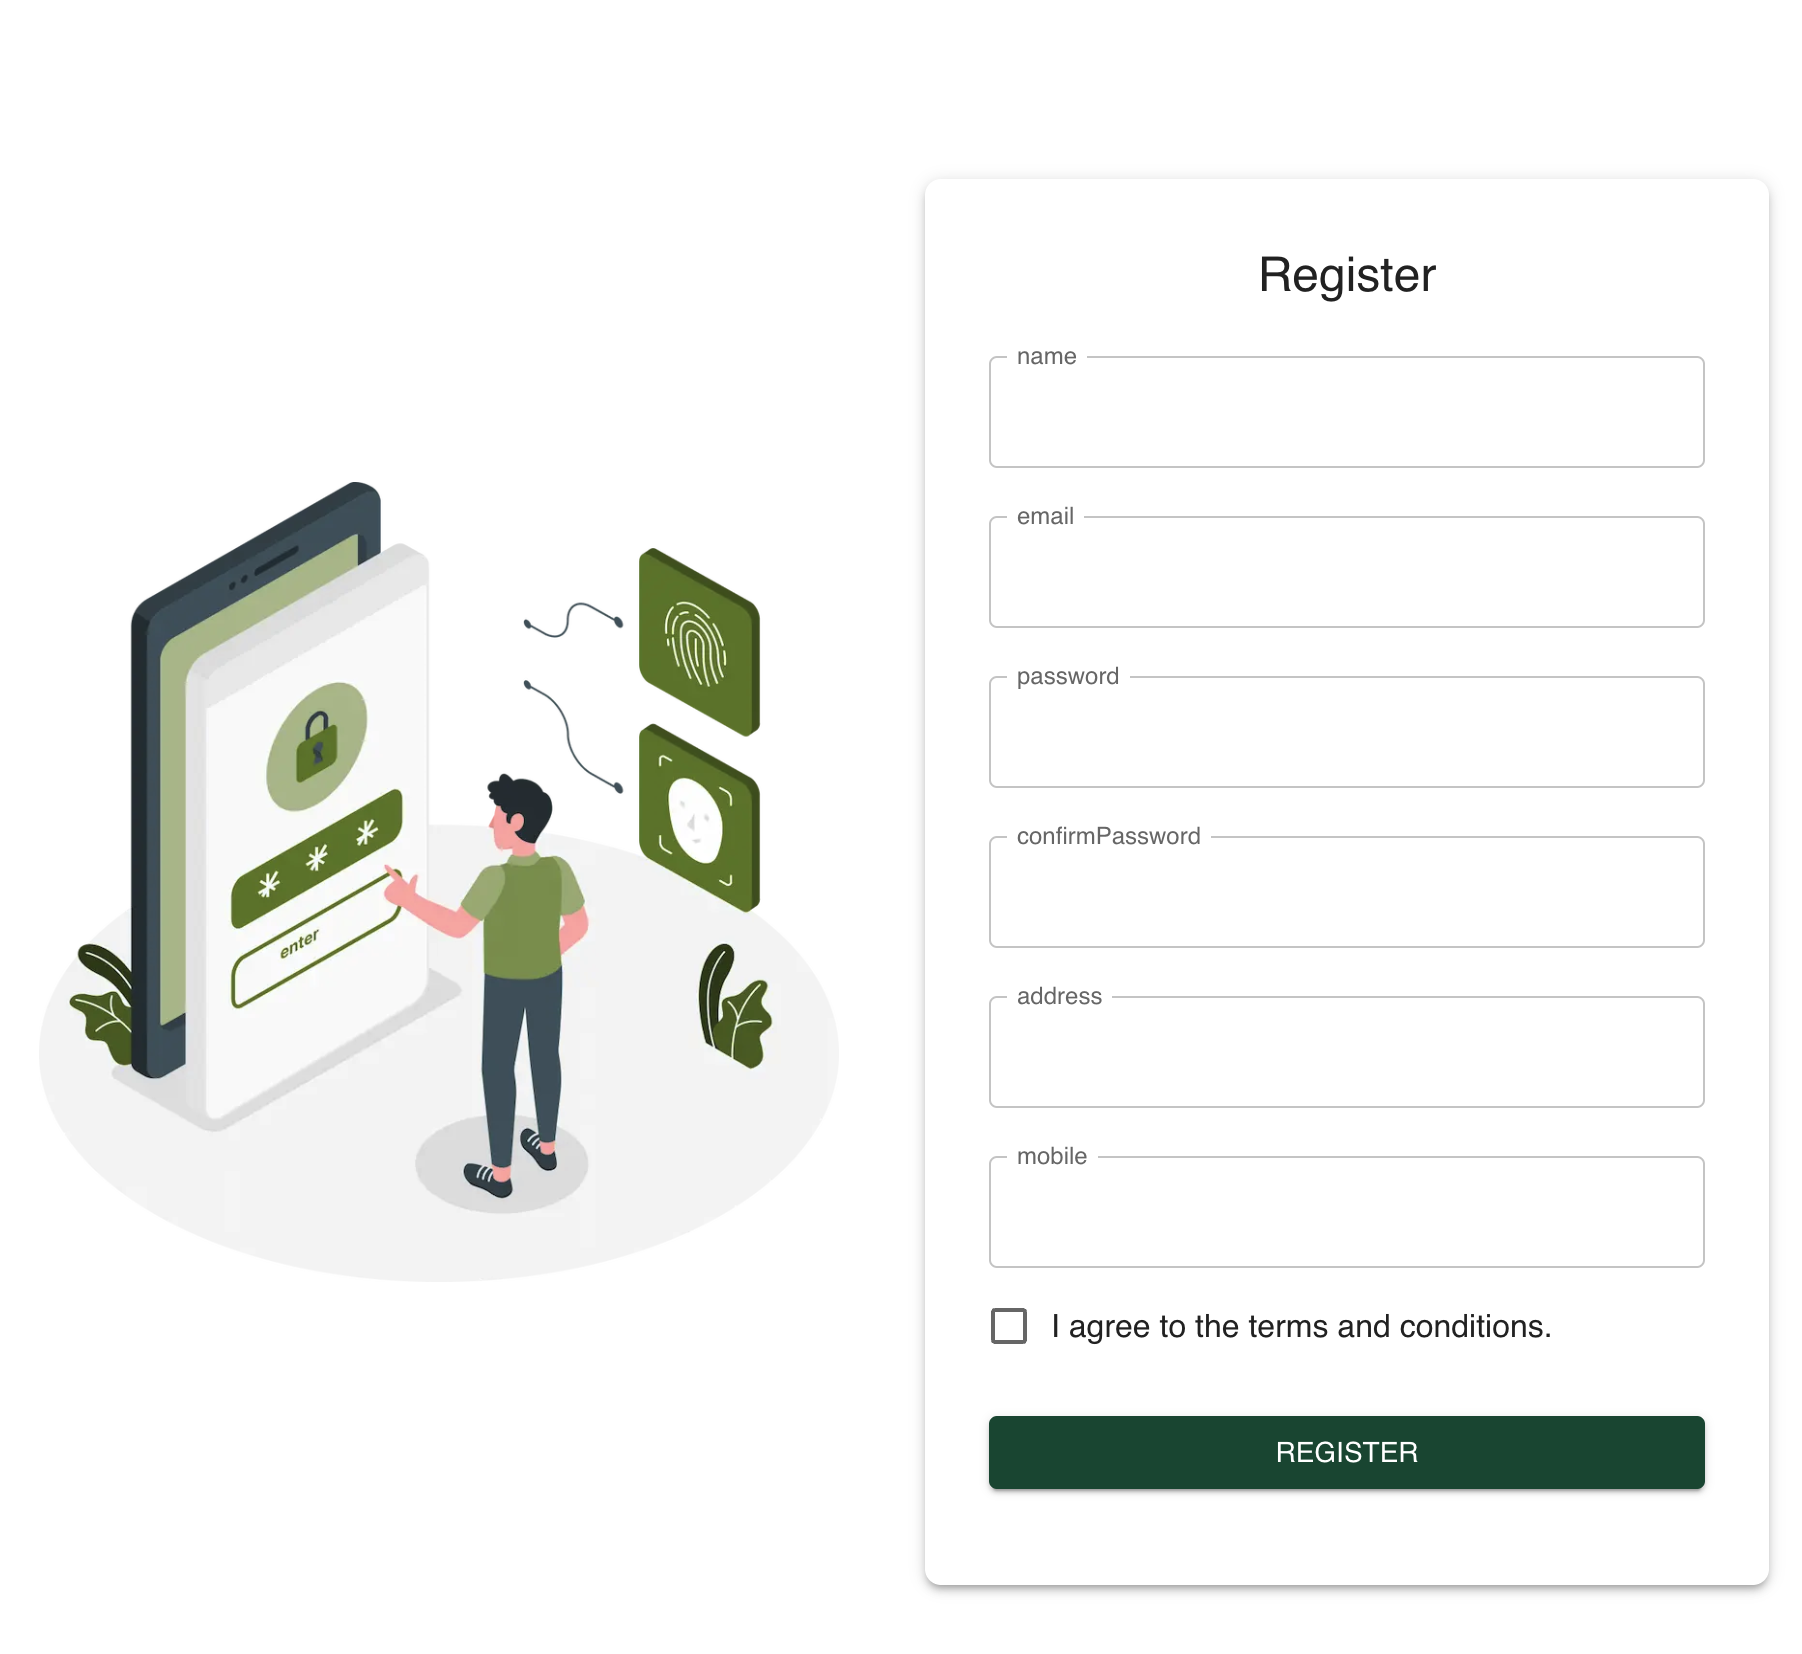 * * *
enter
Register
name
email
password
confirmPassword
address
mobile
I agree to the terms and conditions.
REGISTER